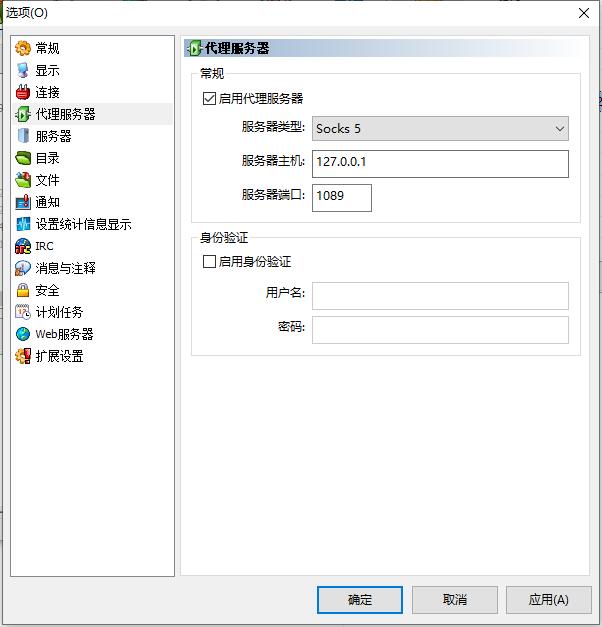 选项(O)
常规
显示
连接
代理服务器
服务器
目录
文件
通知
设置统计信息显示
IRC
消息与注释
安全
计划任务
Web服务器
扩展设置
代理服务器
常规
启用代理服务器
服务器类型: Socks 5
服务器主机: 127.0.0.1
服务器端口: 1089
身份验证
启用身份验证
用户名:
密码:
确定 取消 应用(A)